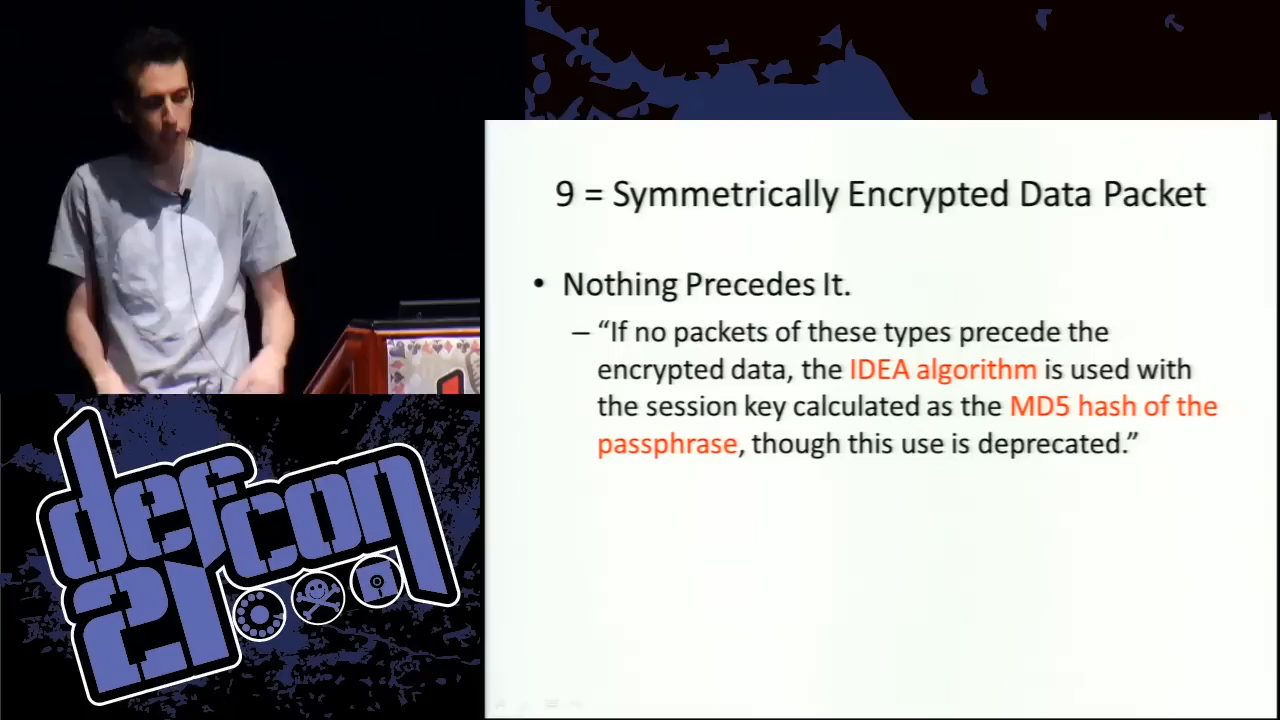 9 = Symmetrically Encrypted Data Packet
• Nothing Precedes It.
– “If no packets of these types precede the
encrypted data, the IDEA algorithm is used with
the session key calculated as the MD5 hash of the
passphrase, though this use is deprecated.”
defcon
21